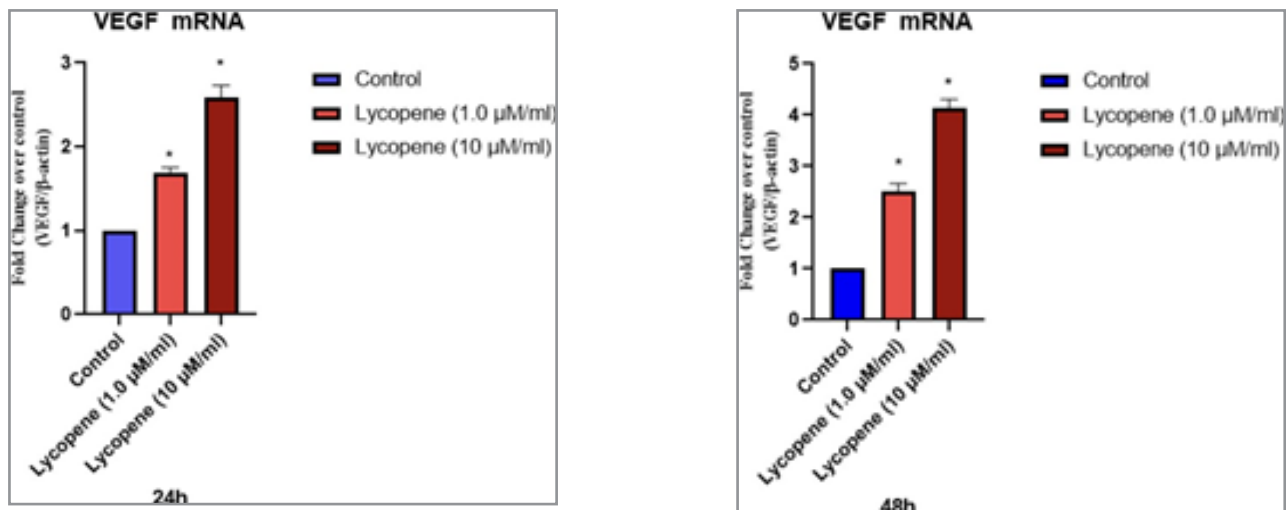 VEGF mRNA
Fold Change over control
(VEGF/β-actin)
3
2
1
0
Control
Lycopene (1.0 µM/ml)
Lycopene (10 µM/ml)
*
*
Control
Lycopene (1.0 µM/ml)
Lycopene (10 µM/ml)
24h
VEGF mRNA
Fold Change over control
(VEGF/β-actin)
5
4
3
2
1
0
Control
Lycopene (1.0 µM/ml)
Lycopene (10 µM/ml)
*
*
Control
Lycopene (1.0 µM/ml)
Lycopene (10 µM/ml)
48h